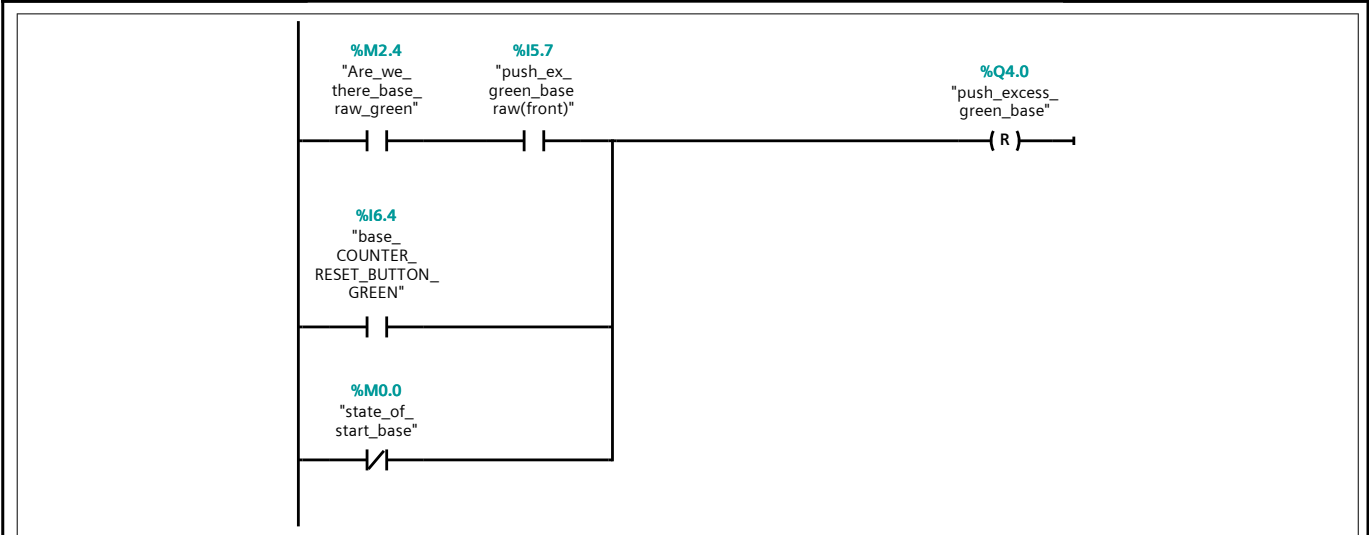 %M2.4
"Are_we_
there_base_
raw_green"
%I5.7
"push_ex_
green_base
raw(front)"
%Q4.0
"push_excess_
green_base"
R
%I6.4
"base_
COUNTER_
RESET_BUTTON_
GREEN"
%M0.0
"state_of_
start_base"